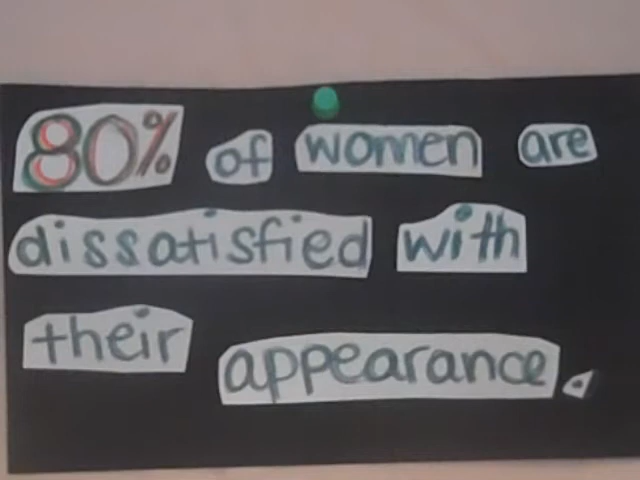 80% of women are
dissatisfied with
their appearance.